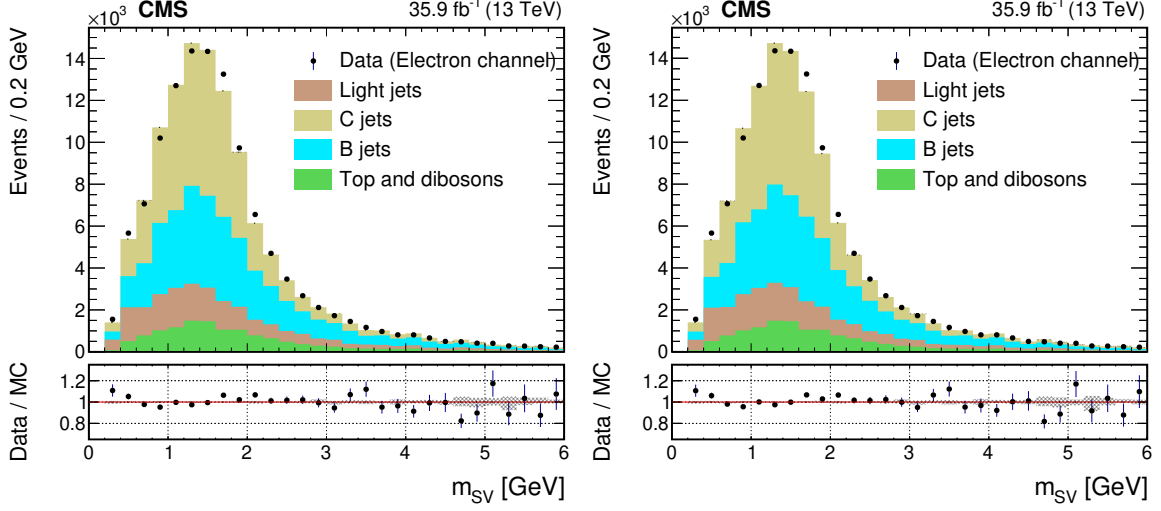 ×10³ CMS 35.9 fb⁻¹ (13 TeV)
Events / 0.2 GeV
14
12
10
8
6
4
2
0
Data (Electron channel)
Light jets
C jets
B jets
Top and dibosons
Data / MC
1.2
1
0.8
0 1 2 3 4 5 6
m_SV [GeV]
×10³ CMS 35.9 fb⁻¹ (13 TeV)
Events / 0.2 GeV
14
12
10
8
6
4
2
0
Data (Electron channel)
Light jets
C jets
B jets
Top and dibosons
Data / MC
1.2
1
0.8
0 1 2 3 4 5 6
m_SV [GeV]